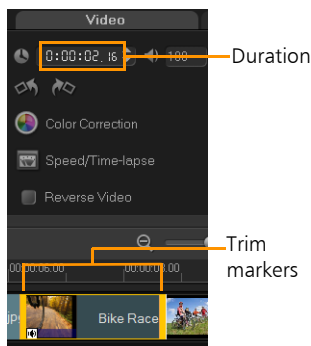 Video
0:00:02.16
100
Duration
Color Correction
Speed/Time-lapse
Reverse Video
Trim
markers
00:00:06.00
00:00:08.00
jpg
Bike Race